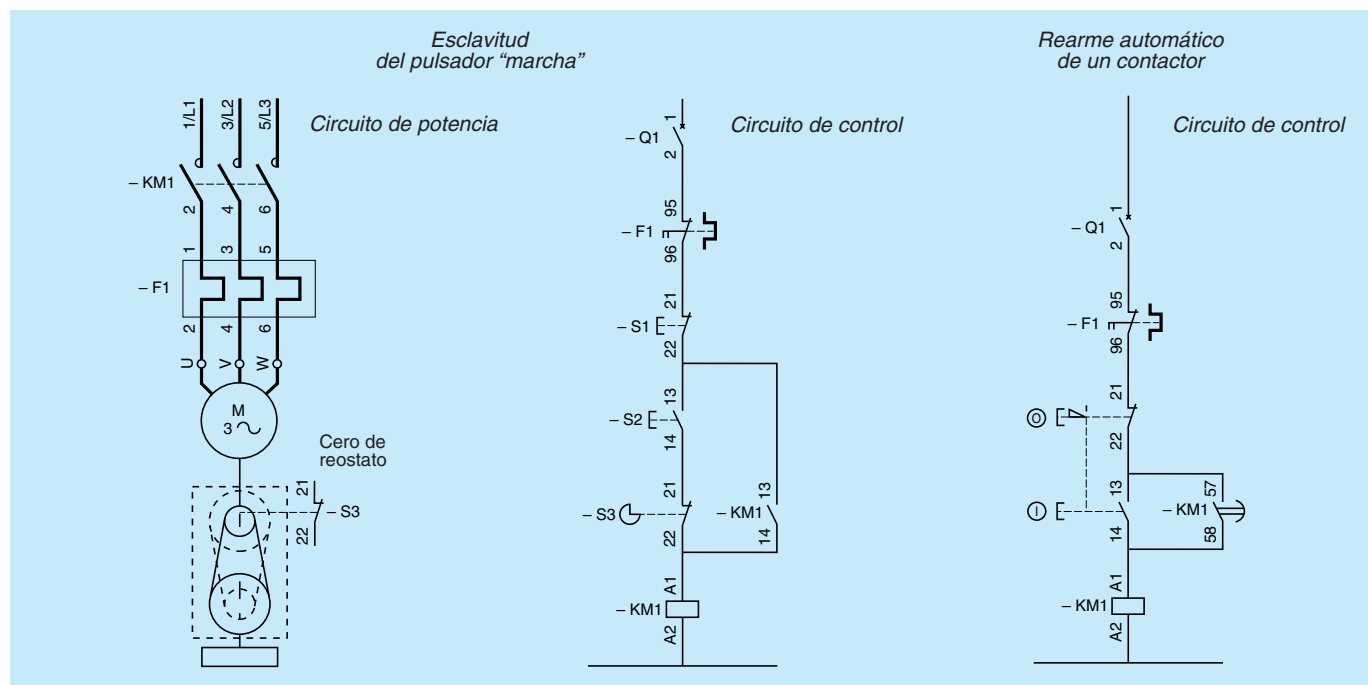 Esclavitud
del pulsador “marcha”
Rearme automático
de un contactor
Circuito de potencia
Circuito de control
Circuito de control
1/L1
3/L2
5/L3
– KM1
2
4
6
1
3
5
– F1
2
4
6
U
V
W
M
3
Cero de
reostato
21
– S3
22
1
– Q1
2
95
– F1
96
21
– S1
22
13
– S2
14
21
– S3
22
13
– KM1
14
A1
– KM1
A2
1
– Q1
2
95
– F1
96
21
O
22
13
I
14
57
– KM1
58
A1
– KM1
A2